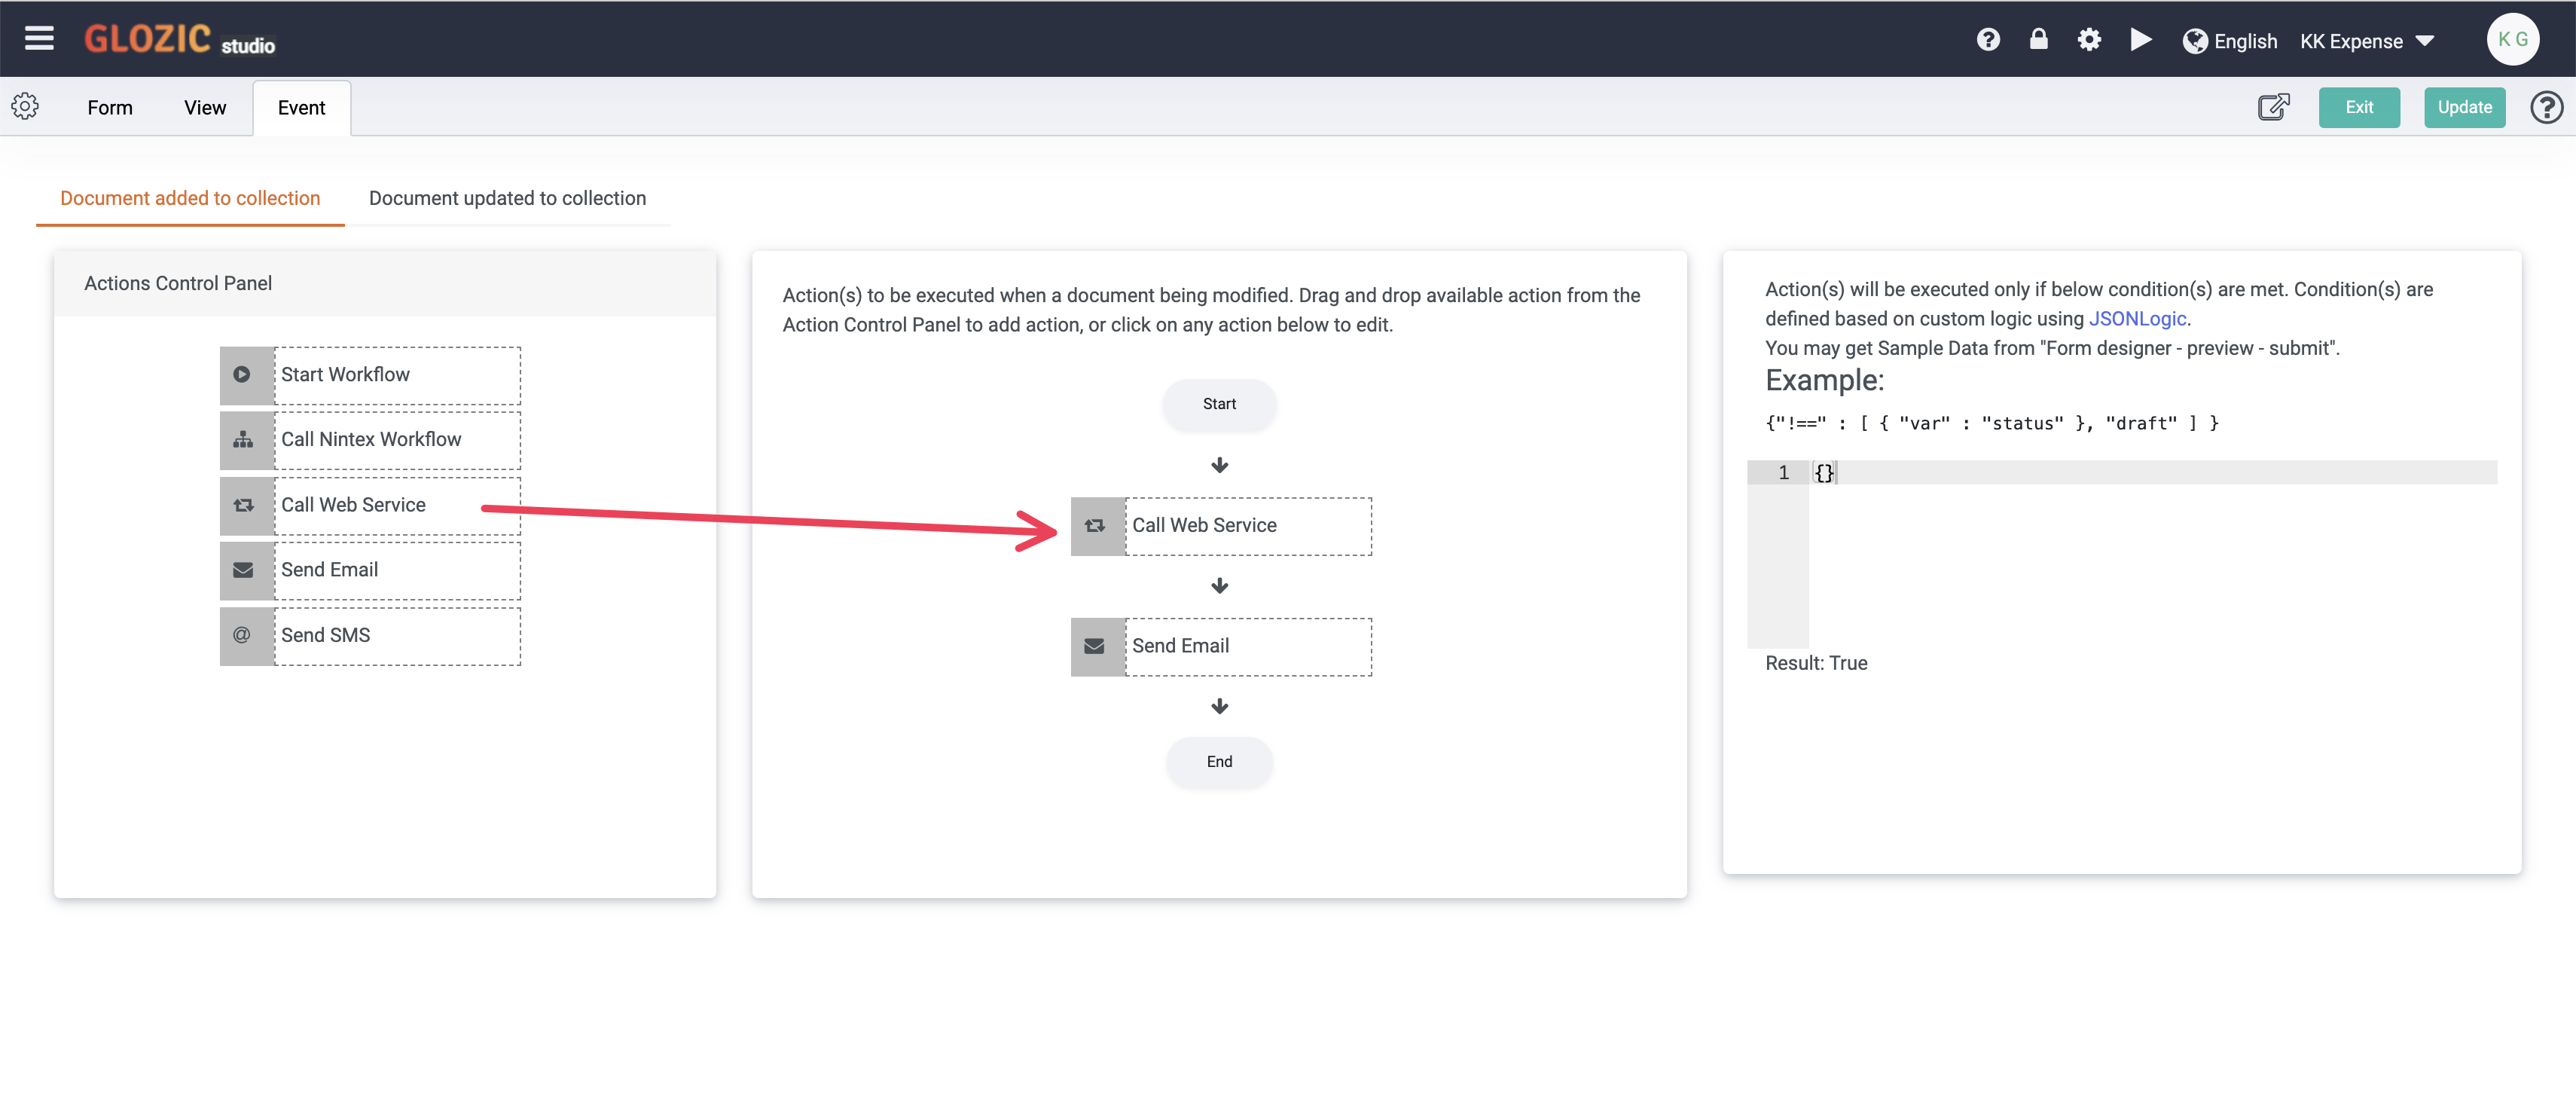 GLOZIC studio
English
KK Expense
K G
Form
View
Event
Exit
Update
Document added to collection
Document updated to collection
Actions Control Panel
Start Workflow
Call Nintex Workflow
Call Web Service
Send Email
@ Send SMS
Action(s) to be executed when a document being modified. Drag and drop available action from the
Action Control Panel to add action, or click on any action below to edit.
Start
Call Web Service
Send Email
End
Action(s) will be executed only if below condition(s) are met. Condition(s) are
defined based on custom logic using JSONLogic.
You may get Sample Data from "Form designer - preview - submit".
Example:
{"!==" : [ { "var" : "status" }, "draft" ] }
1 {}
Result: True